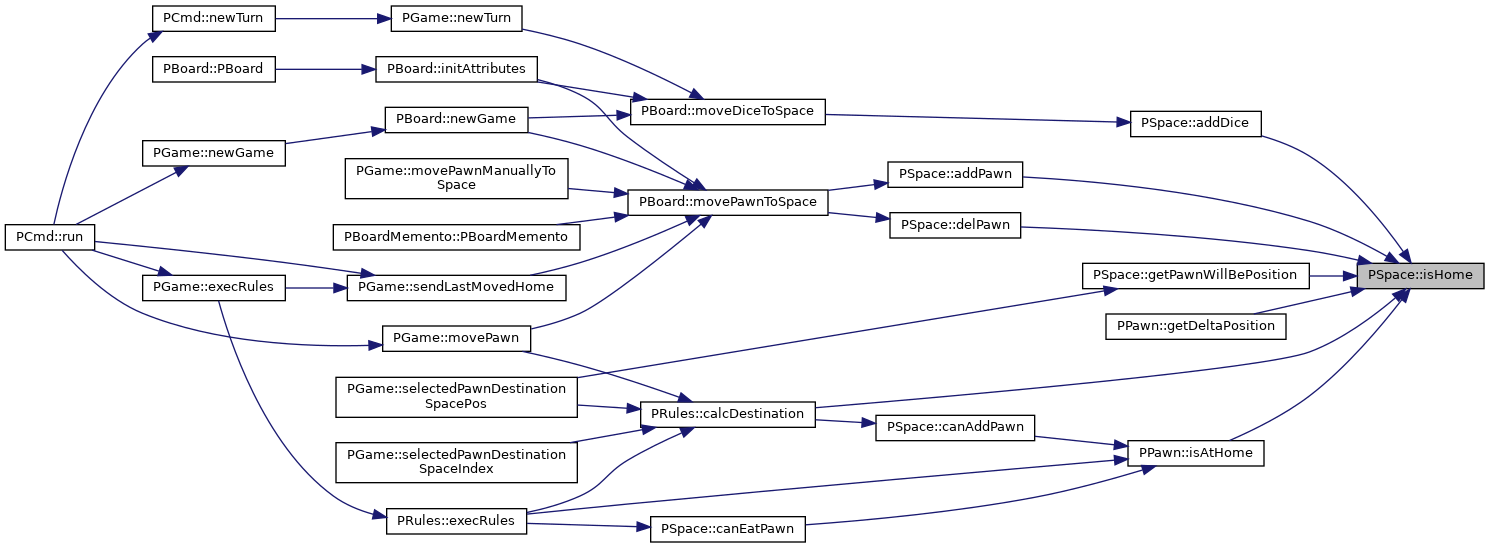 PCmd::newTurn
PGame::newTurn
PBoard::PBoard
PBoard::initAttributes
PBoard::moveDiceToSpace
PBoard::newGame
PSpace::addDice
PGame::newGame
PGame::movePawnManuallyTo
Space
PSpace::addPawn
PBoard::movePawnToSpace
PSpace::delPawn
PCmd::run
PBoardMemento::PBoardMemento
PSpace::getPawnWillBePosition
PSpace::isHome
PGame::execRules
PGame::sendLastMovedHome
PPawn::getDeltaPosition
PGame::movePawn
PGame::selectedPawnDestination
SpacePos
PRules::calcDestination
PSpace::canAddPawn
PGame::selectedPawnDestination
SpaceIndex
PPawn::isAtHome
PRules::execRules
PSpace::canEatPawn